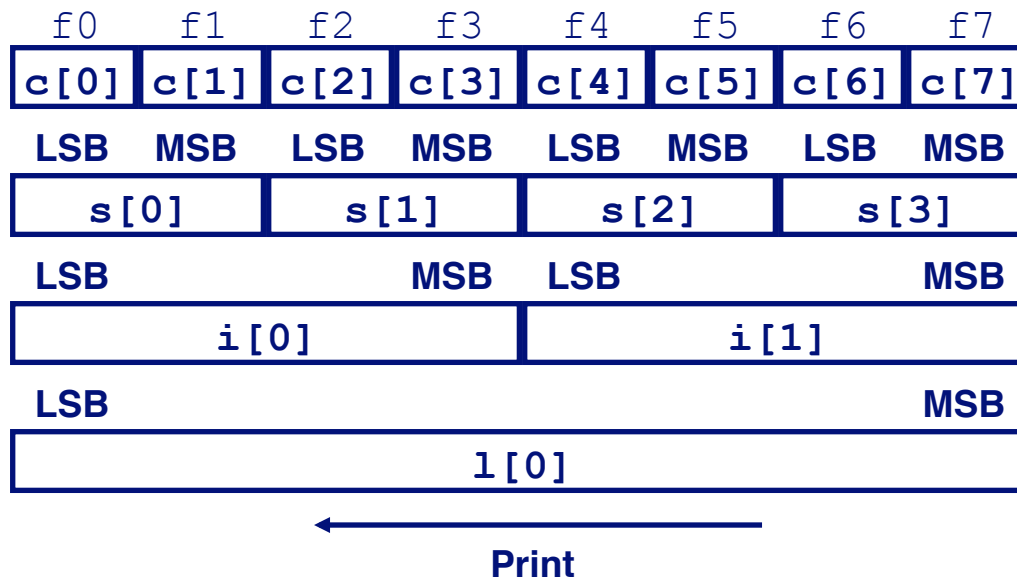 f0 f1 f2 f3 f4 f5 f6 f7
c[0] c[1] c[2] c[3] c[4] c[5] c[6] c[7]
LSB MSB LSB MSB LSB MSB LSB MSB
s[0] s[1] s[2] s[3]
LSB MSB LSB MSB
i[0] i[1]
LSB MSB
l[0]
Print